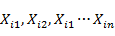 X_{i1}, X_{i2}, X_{i1} ⋯ X_{in}